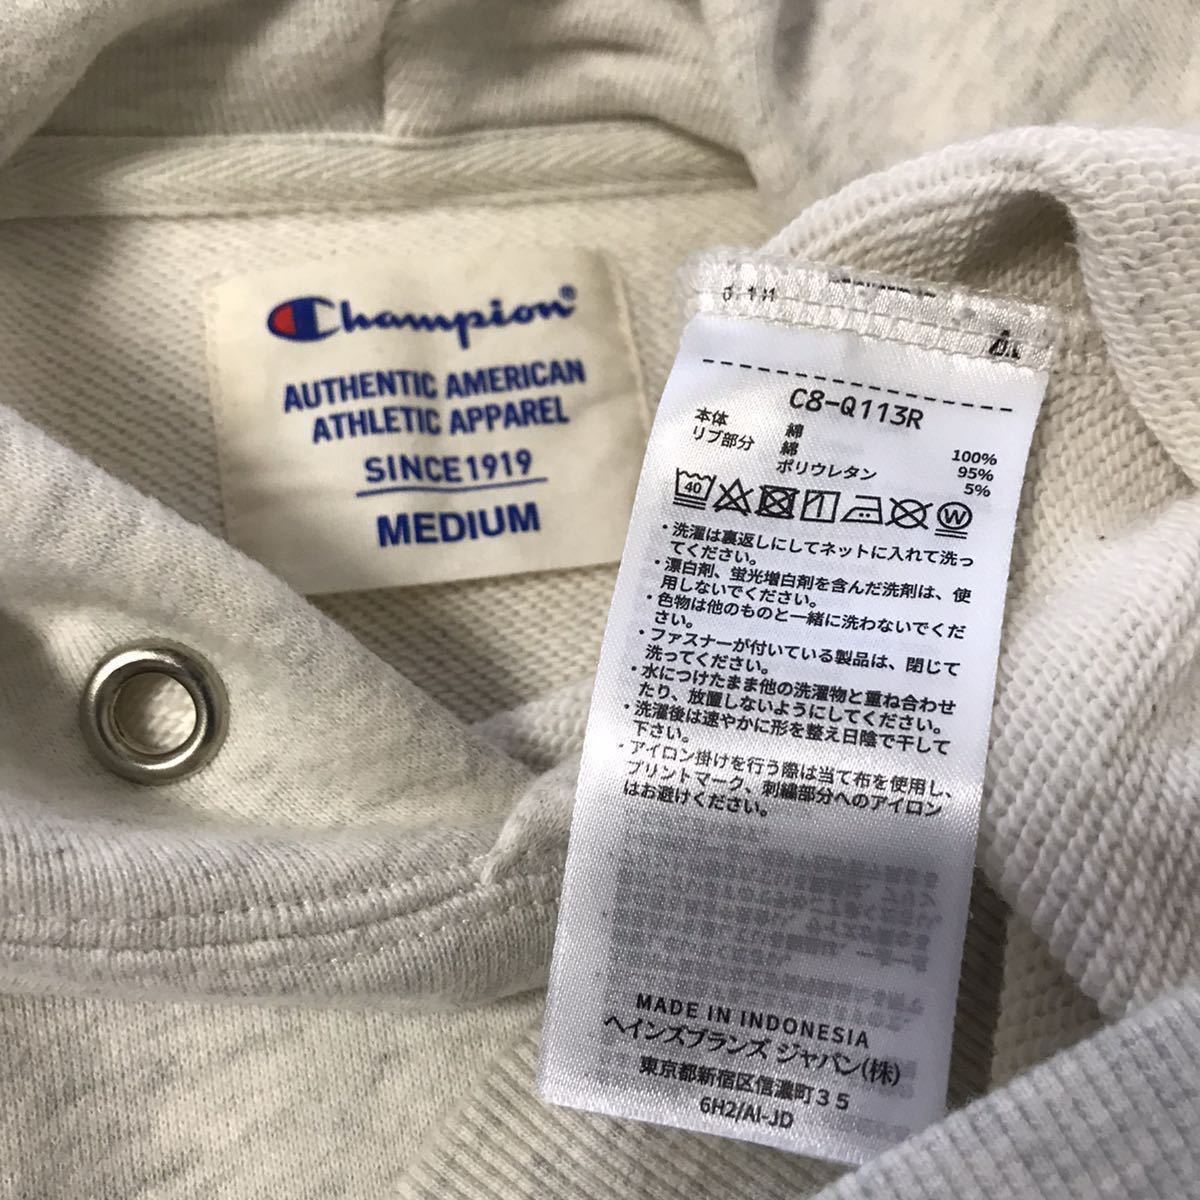 Champion®
AUTHENTIC AMERICAN
ATHLETIC APPAREL
SINCE 1919
MEDIUM
C8-Q113R
本体 綿 100%
リブ部分 綿 95%
ポリウレタン 5%
40
W
・洗濯は裏返しにしてネットに入れて洗っ
てください。
・漂白剤、蛍光増白剤を含んだ洗剤は、使
用しないでください。
・色物は他のものと一緒に洗わないでくだ
さい。
・ファスナーが付いている製品は、閉じて
洗ってください。
・水につけたまま他の洗濯物と重ね合わせ
たり、放置しないようにしてください。
・洗濯後は速やかに形を整え日陰で干して
下さい。
・アイロン掛けを行う際は当て布を使用し、
プリントマーク、刺繍部分へのアイロン
はお避けください。
MADE IN INDONESIA
ヘインズブランズ ジャパン(株)
東京都新宿区信濃町35
6H2/AI-JD